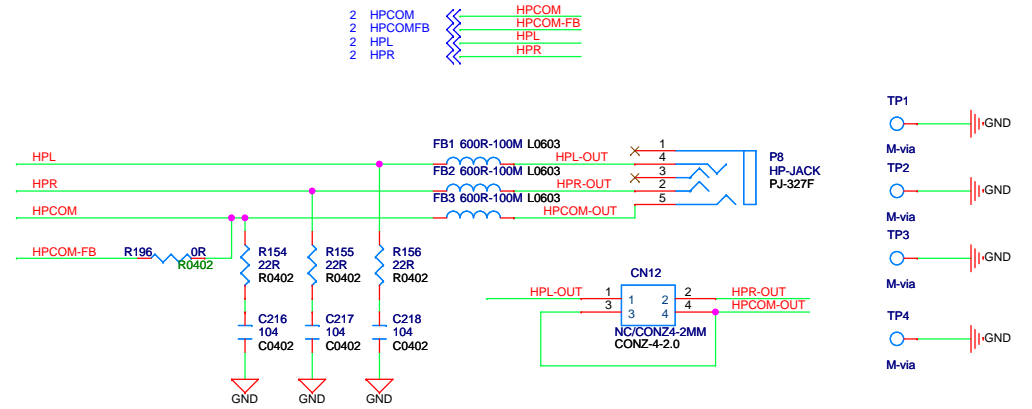 2 HPCOM HPCOM
2 HPCOMFB HPCOM-FB
2 HPL HPL
2 HPR HPR
TP1
GND
M-via
FB1 600R-100M L0603
1
HPL HPL-OUT 4
P8
FB2 600R-100M L0603
3
HP-JACK
TP2
HPR HPR-OUT 2
PJ-327F
GND
FB3 600R-100M L0603
5
HPCOM HPCOM-OUT
M-via
TP3
HPCOM-FB R196 0R
R0402
R154 R155 R156
22R 22R 22R
R0402 R0402 R0402
GND
M-via
CN12
HPL-OUT 1 1 2 2 HPR-OUT
3 3 4 4 HPCOM-OUT
C216 C217 C218
104 104 104
C0402 C0402 C0402
NC/CONZ4-2MM
CONZ-4-2.0
TP4
GND
M-via
GND GND GND